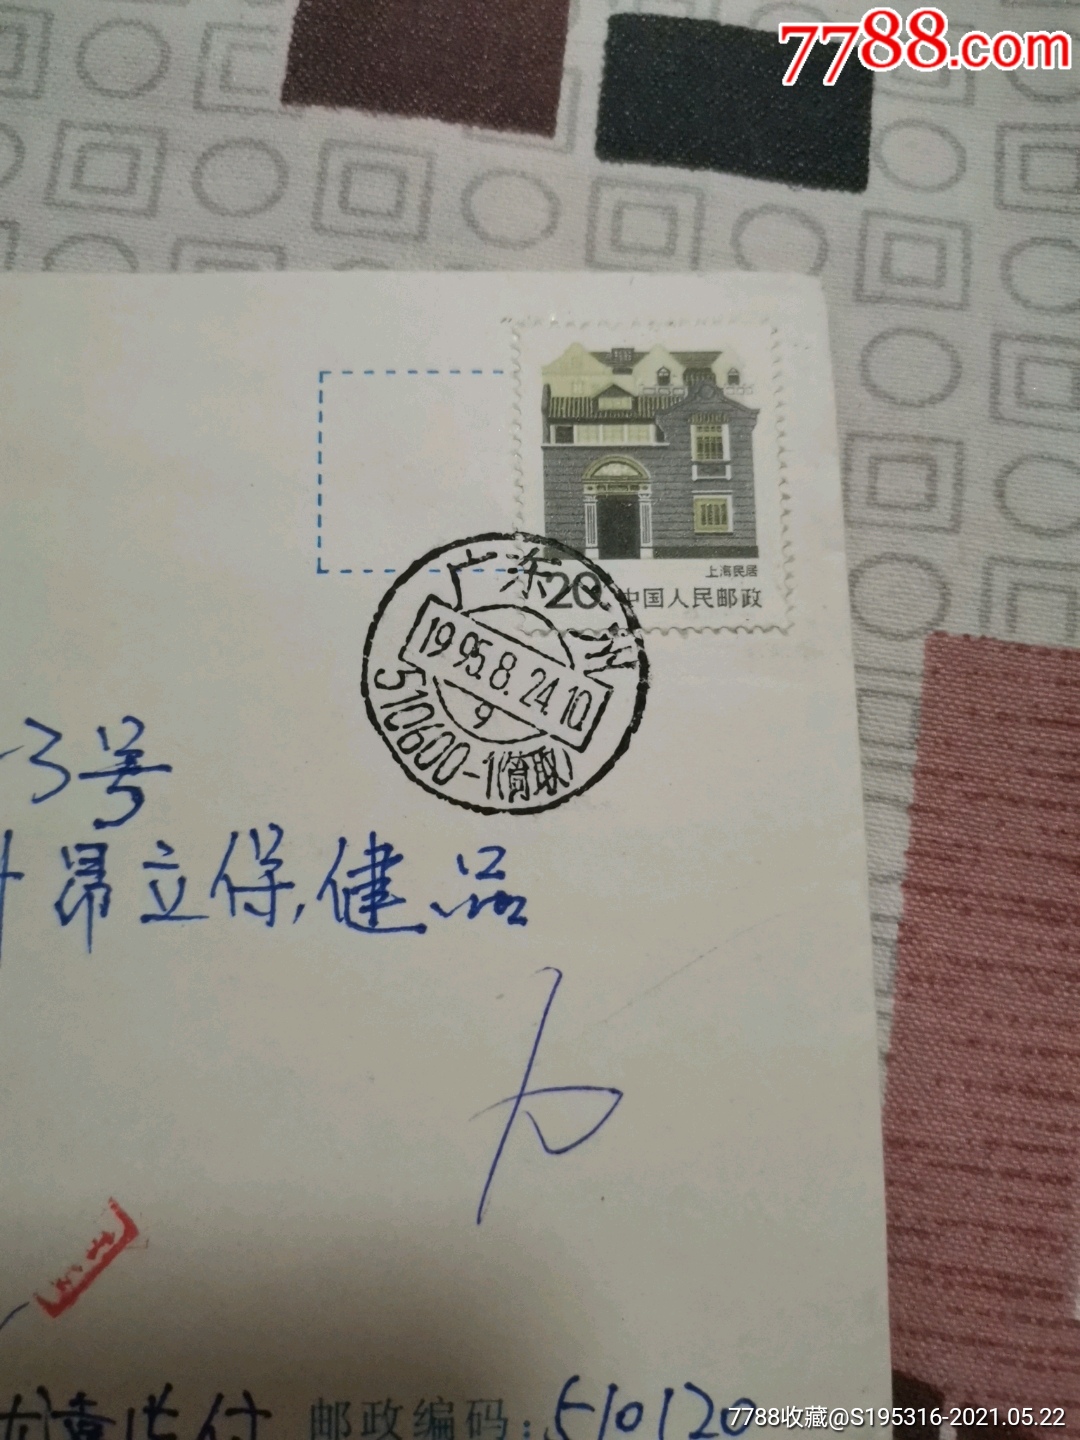 7788.com
上海民居
20 中国人民邮政
广东
1995.8.24.10
9
510600-1(筒取)
3号
昂立保健品
邮政编码：510120
7788收藏@S195316-2021.05.22